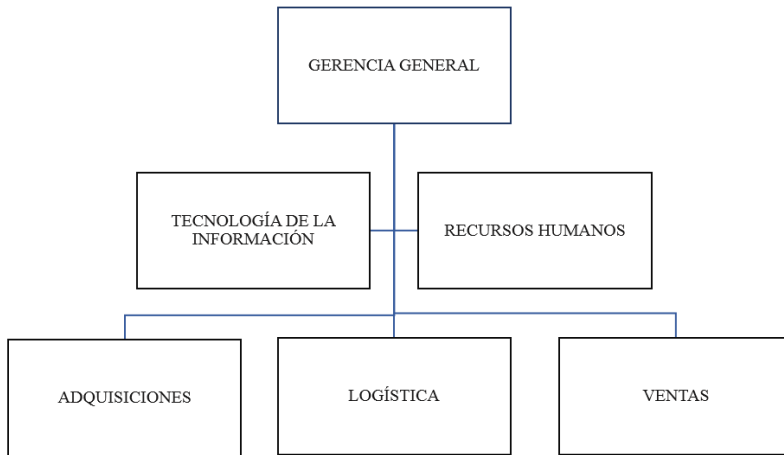 GERENCIA GENERAL
TECNOLOGÍA DE LA
INFORMACIÓN
RECURSOS HUMANOS
ADQUISICIONES
LOGÍSTICA
VENTAS